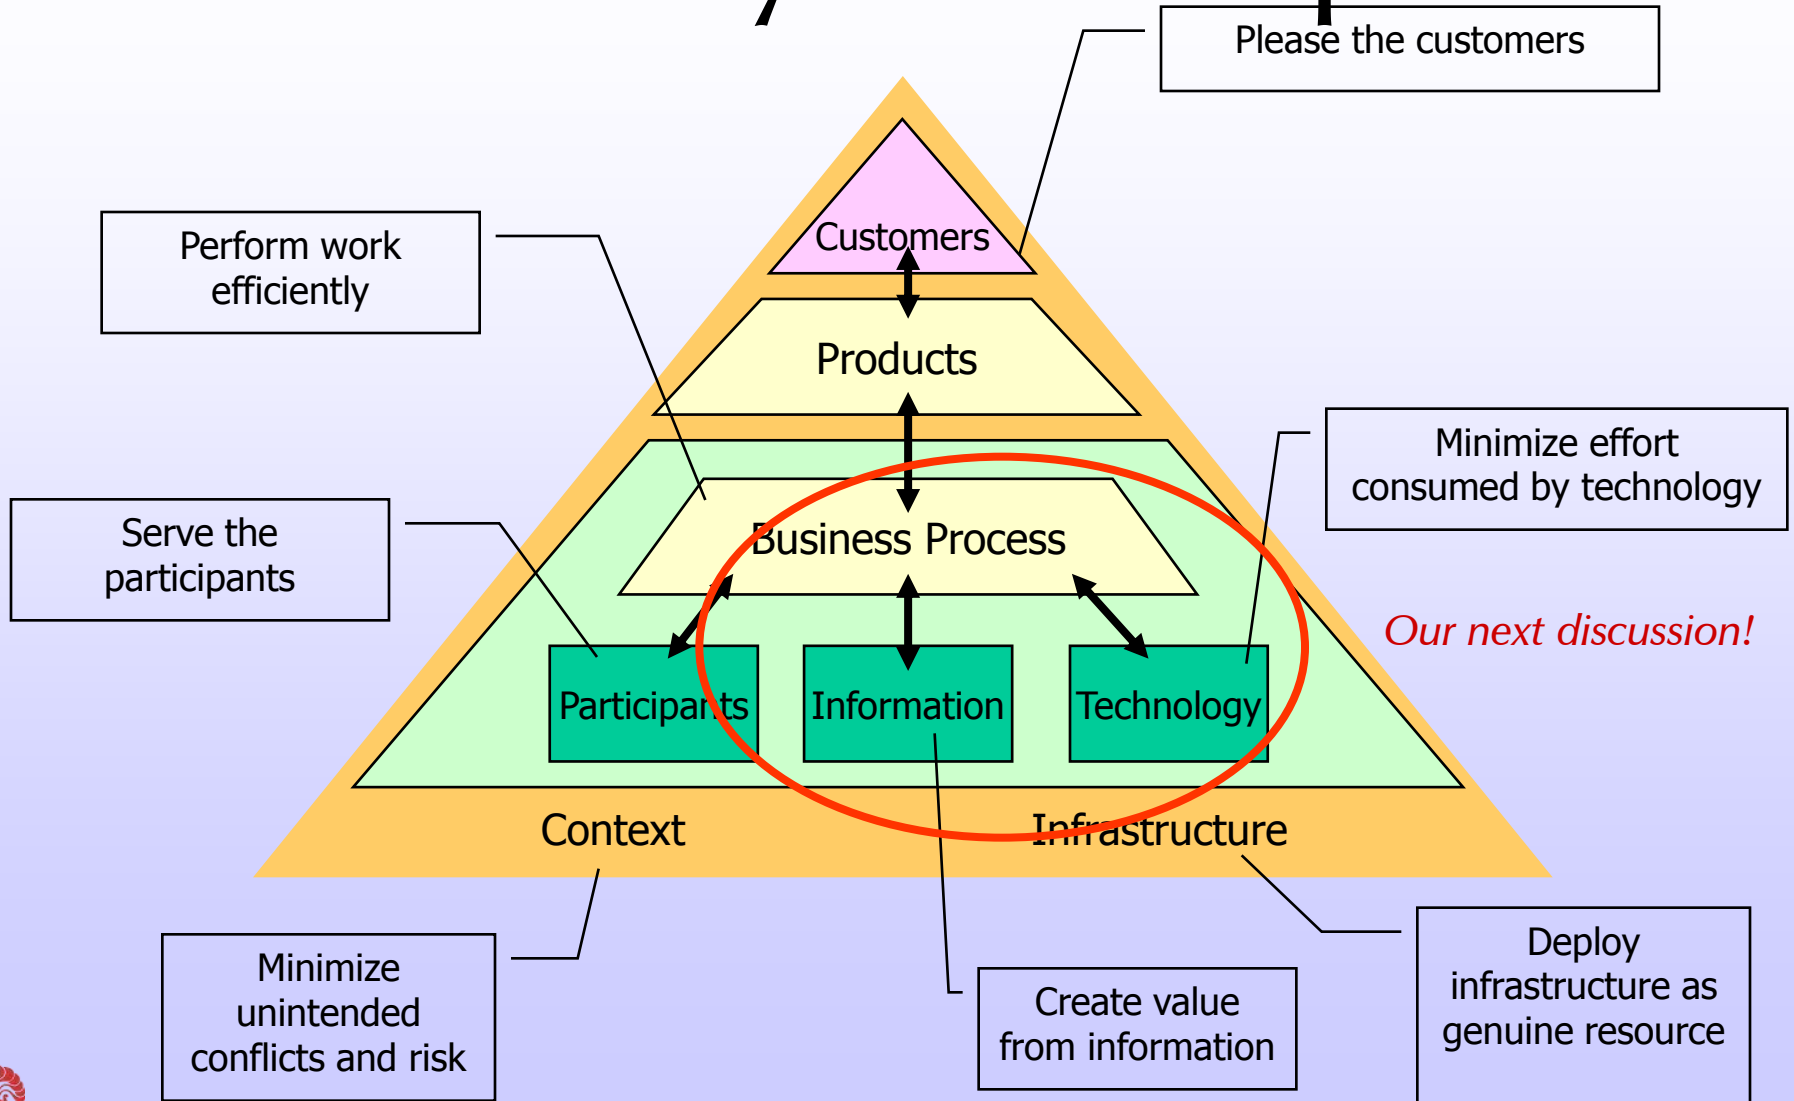 Please the customers
Customers
Perform work
efficiently
Products
Minimize effort
consumed by technology
Serve the
participants
Business Process
Our next discussion!
Participants
Information
Technology
Context
Infrastructure
Minimize
unintended
conflicts and risk
Create value
from information
Deploy
infrastructure as
genuine resource